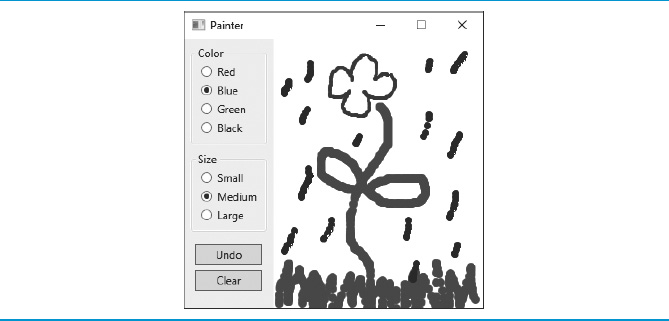 Painter
Color
Red
Blue
Green
Black
Size
Small
Medium
Large
Undo
Clear